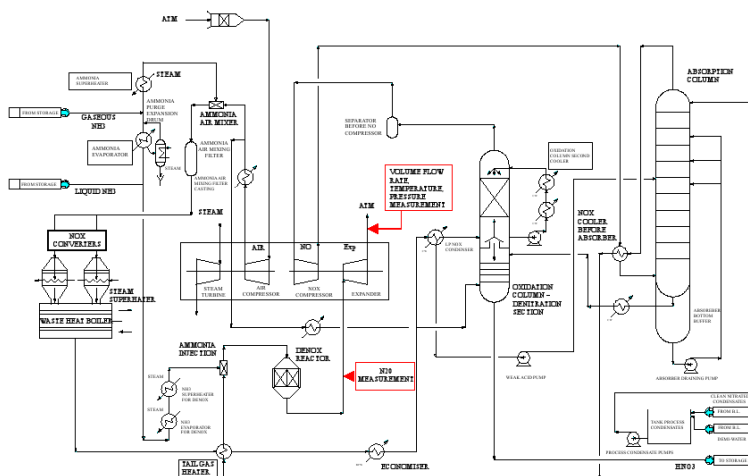 ATM
AMMONIA
SUPERHEATER
STEAM
FROM STORAGE
GASEOUS
NH3
AMMONIA
PURGE
EXPANSION
DRUM
AMMONIA
AIR MIXER
AMMONIA
AIR MIXING
FILTER
AMMONIA
EVAPORATOR
STEAM
AMMONIA AIR
MIXING FILTER
CASTING
FROM STORAGE
LIQUID NH3
NOX
CONVERTERS
STEAM
SUPERHATER
WASTE HEAT BOILER
STEAM
AIR
NO
Exp
ATM
STEAM
TURBINE
AIR
COMPRESSOR
NOX
COMPRESSOR
EXPANDER
VOLUME FLOW
RATE,
TEMPERATURE,
PRESSURE
MEASUREMENT
SEPARATOR
BEFORE NO
COMPRESSOR
OXIDATION
COLUMN SECOND
COOLER
LP NOX
CONDENSER
OXIDATION
COLUMN -
DENITRATION
SECTION
NOX
COOLER
BEFORE
ABSORBER
ABSORPTION
COLUMN
ABSORBER
BOTTOM
BUFFER
ABSORBER DRAINING PUMP
WEAK ACID PUMP
AMMONIA
INJECTION
DENOX
REACTOR
N20
MEASUREMENT
STEAM
NH3
SUPERHEATER
FOR DENOX
STEAM
NH3
EVAPORATOR
FOR DENOX
TAIL GAS
HEATER
ECONOMISER
CLEAN NITRATE
CONDENSATES
FROM B.L.
TANK PROCESS
CONDENSATES
FROM B.L.
DEMI WATER
PROCESS CONDENSATE PUMPS
TO STORAGE
HNO3